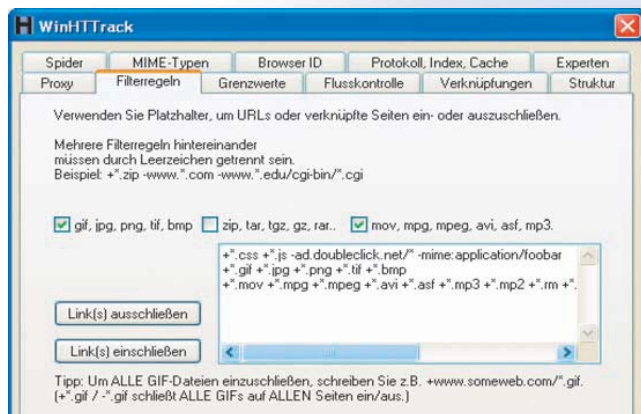 WinHTTrack
Spider MIME-Typen Browser ID Protokoll, Index, Cache Experten
Proxy Filterregeln Grenzwerte Flusskontrolle Verknüpfungen Struktur
Verwenden Sie Platzhalter, um URLs oder verknüpfte Seiten ein- oder auszuschließen.
Mehrere Filterregeln hintereinander
müssen durch Leerzeichen getrennt sein.
Beispiel: +*.zip -www.*.com -www.*.edu/cgi-bin/*.cgi
gif, jpg, png, tif, bmp zip, tar, tgz, gz, rar.. mov, mpg, mpeg, avi, asf, mp3.
+*.css +*.js -ad.doubleclick.net/* -mime:application/foobar
+*.gif +*.jpg +*.png +*.tif +*.bmp
+*.mov +*.mpg +*.mpeg +*.avi +*.asf +*.mp3 +*.mp2 +*.rm +*.
Link(s) ausschließen
Link(s) einschließen
Tipp: Um ALLE GIF-Dateien einzuschließen, schreiben Sie z.B. +www.someweb.com/*.gif.
(+*.gif / -*.gif schließt ALLE GIFs auf ALLEN Seiten ein/aus.)